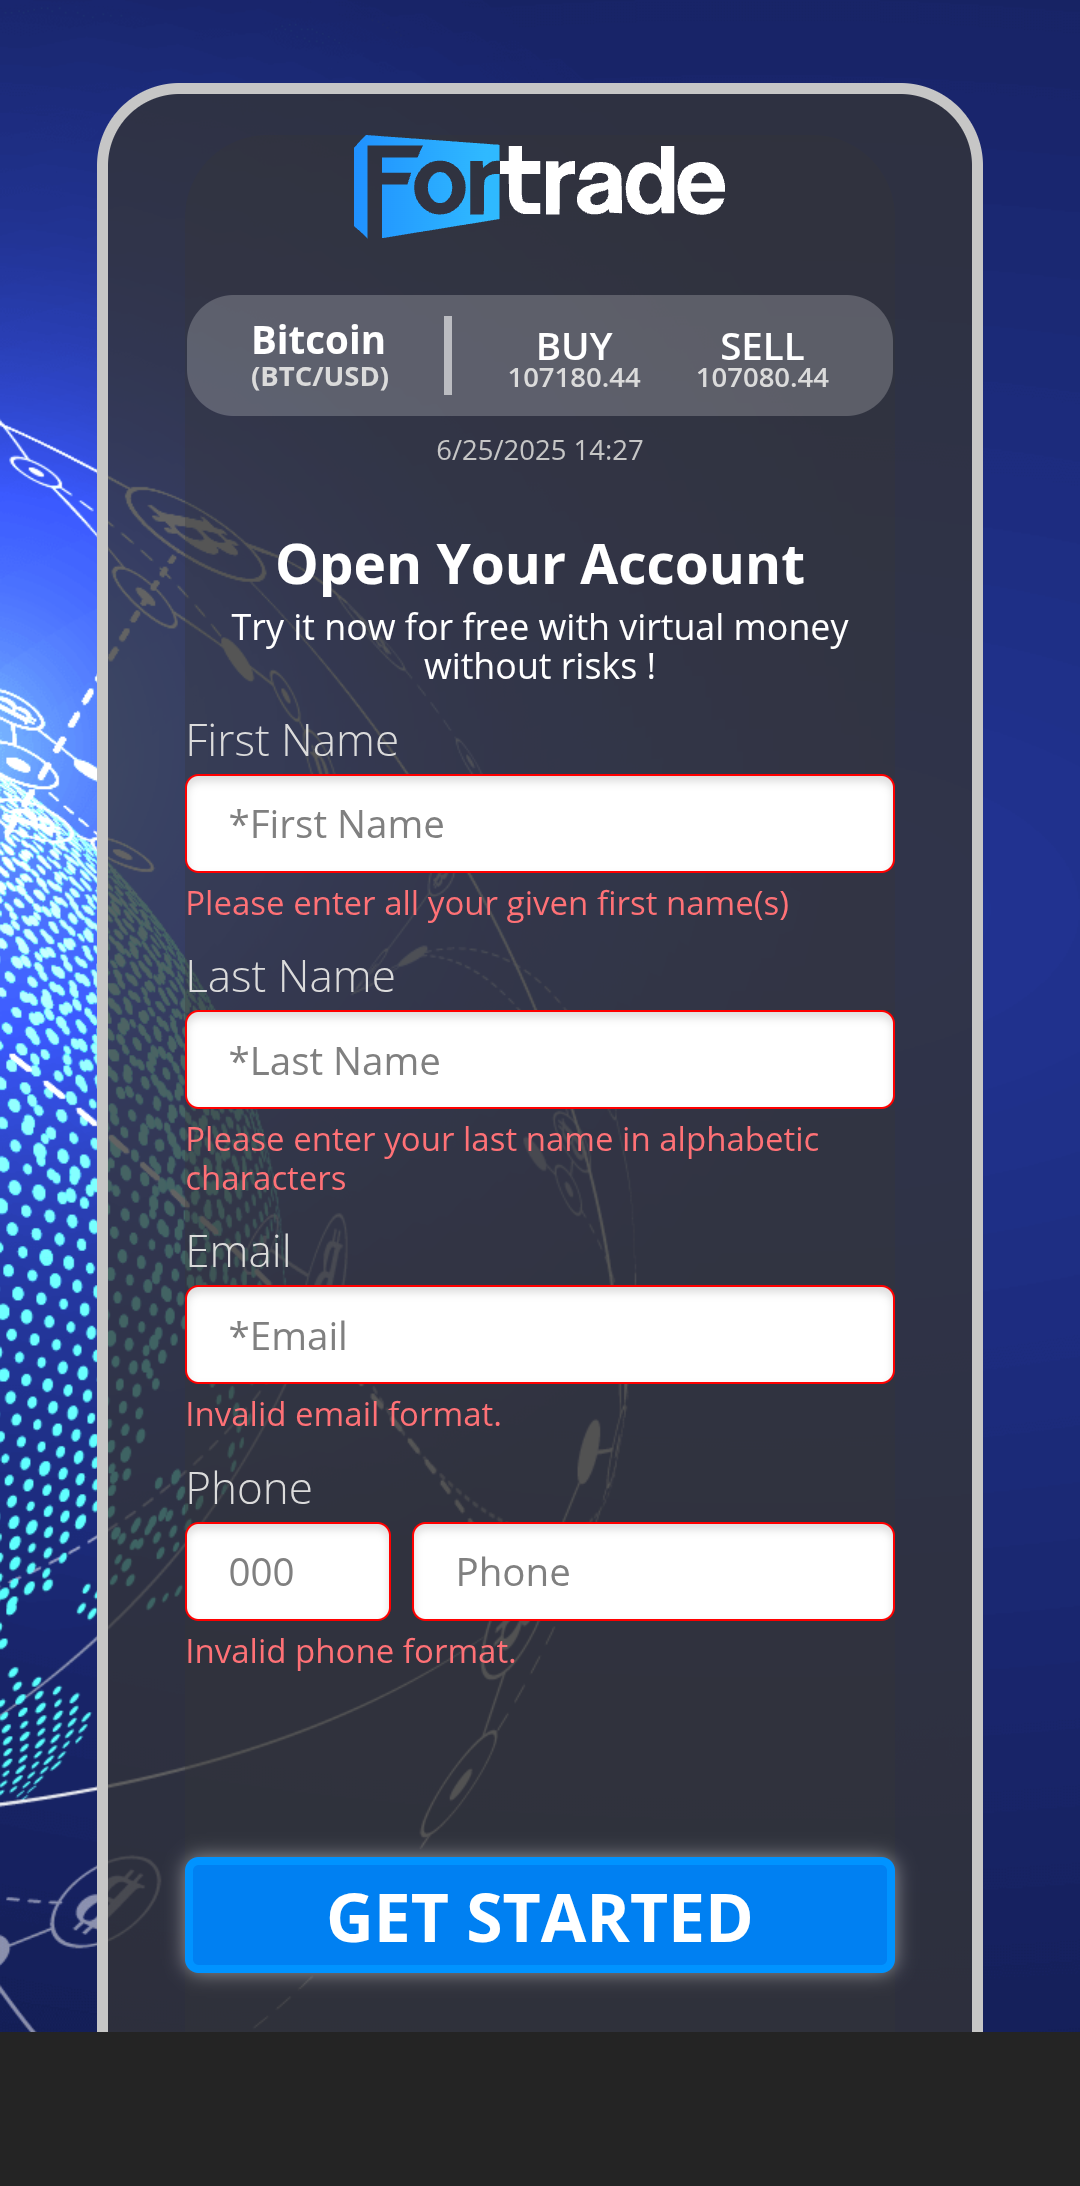 Fortrade
Bitcoin
(BTC/USD)
BUY
107180.44
SELL
107080.44
6/25/2025 14:27
Open Your Account
Try it now for free with virtual money
without risks !
First Name
*First Name
Please enter all your given first name(s)
Last Name
*Last Name
Please enter your last name in alphabetic
characters
Email
*Email
Invalid email format.
Phone
000
Phone
Invalid phone format.
GET STARTED